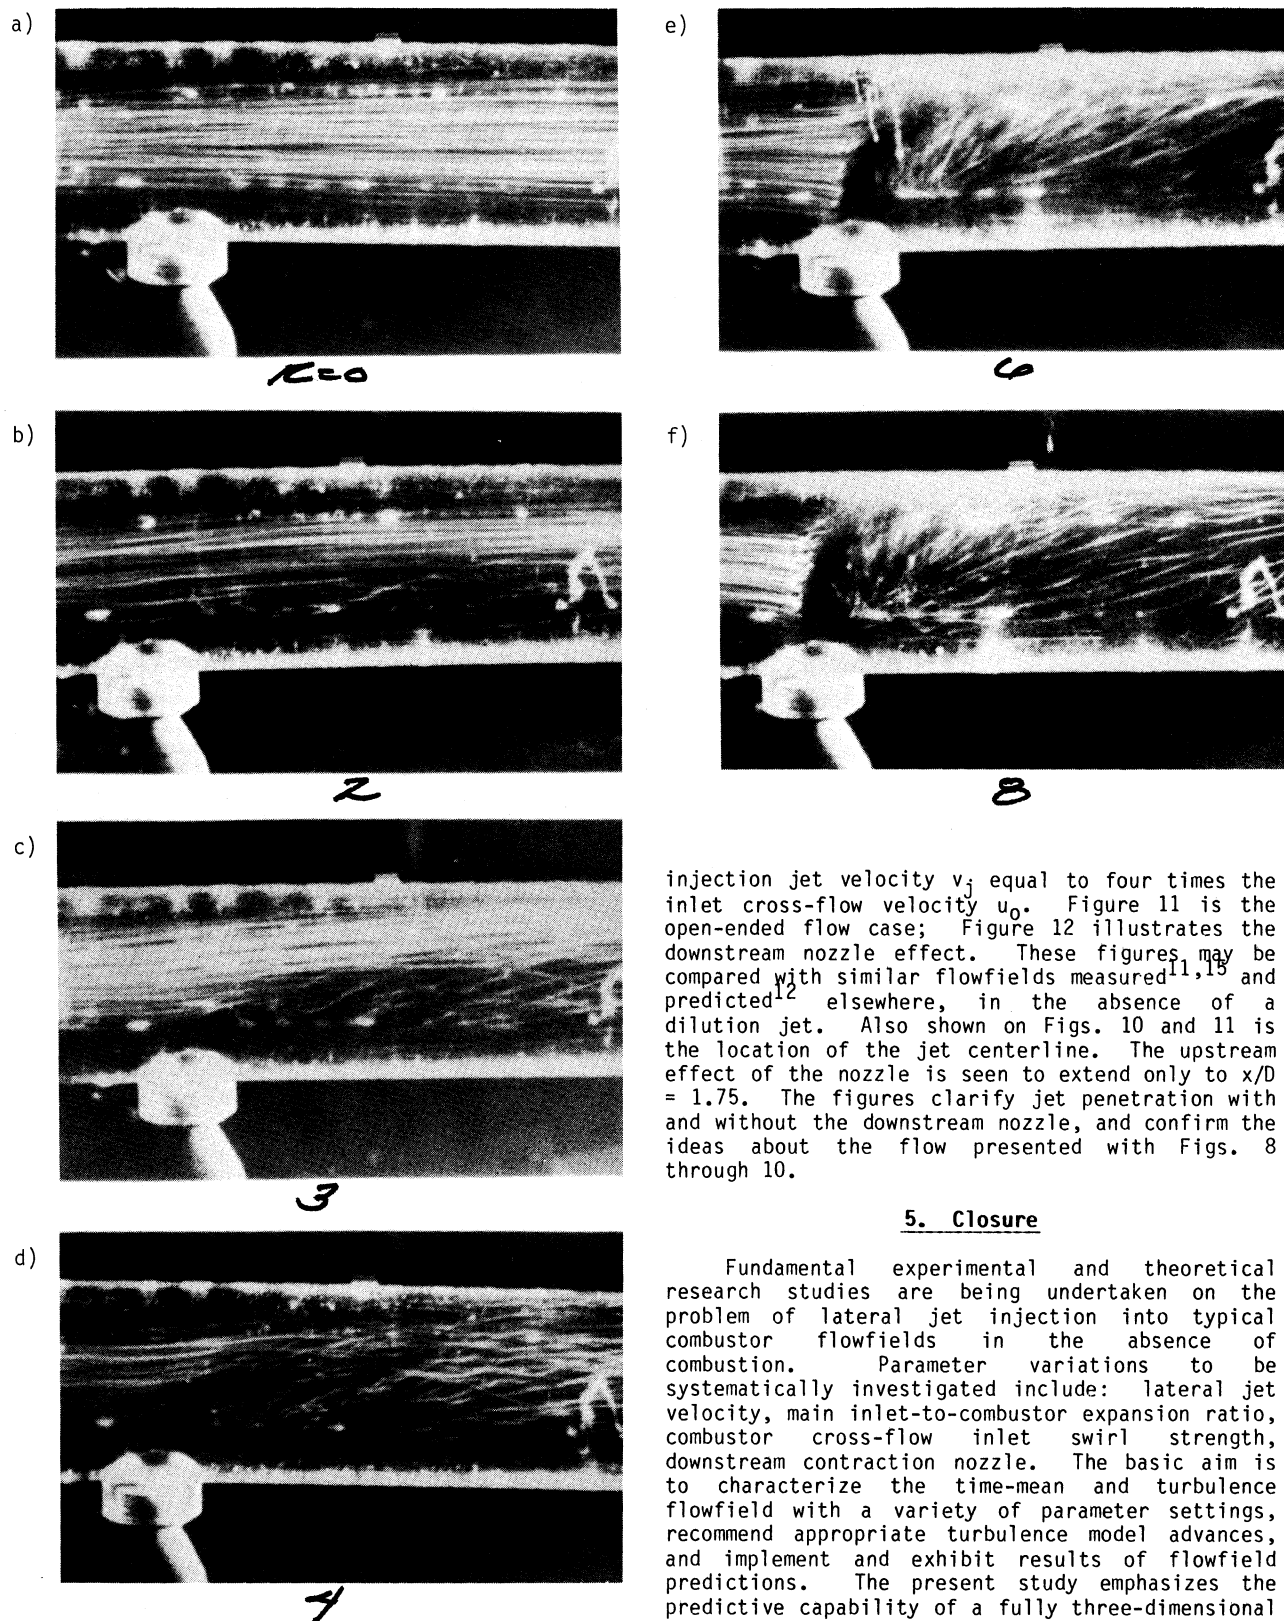 a)
R=0
b)
2
c)
3
d)
4
e)
6
f)
8
injection jet velocity vj equal to four times the
inlet cross-flow velocity uo. Figure 11 is the
open-ended flow case; Figure 12 illustrates the
downstream nozzle effect. These figures may be
compared with similar flowfields measured11,15 and
predicted12 elsewhere, in the absence of a
dilution jet. Also shown on Figs. 10 and 11 is
the location of the jet centerline. The upstream
effect of the nozzle is seen to extend only to x/D
= 1.75. The figures clarify jet penetration with
and without the downstream nozzle, and confirm the
ideas about the flow presented with Figs. 8
through 10.
5. Closure
Fundamental experimental and theoretical
research studies are being undertaken on the
problem of lateral jet injection into typical
combustor flowfields in the absence of
combustion. Parameter variations to be
systematically investigated include: lateral jet
velocity, main inlet-to-combustor expansion ratio,
combustor cross-flow inlet swirl strength,
downstream contraction nozzle. The basic aim is
to characterize the time-mean and turbulence
flowfield with a variety of parameter settings,
recommend appropriate turbulence model advances,
and implement and exhibit results of flowfield
predictions. The present study emphasizes the
predictive capability of a fully three-dimensional